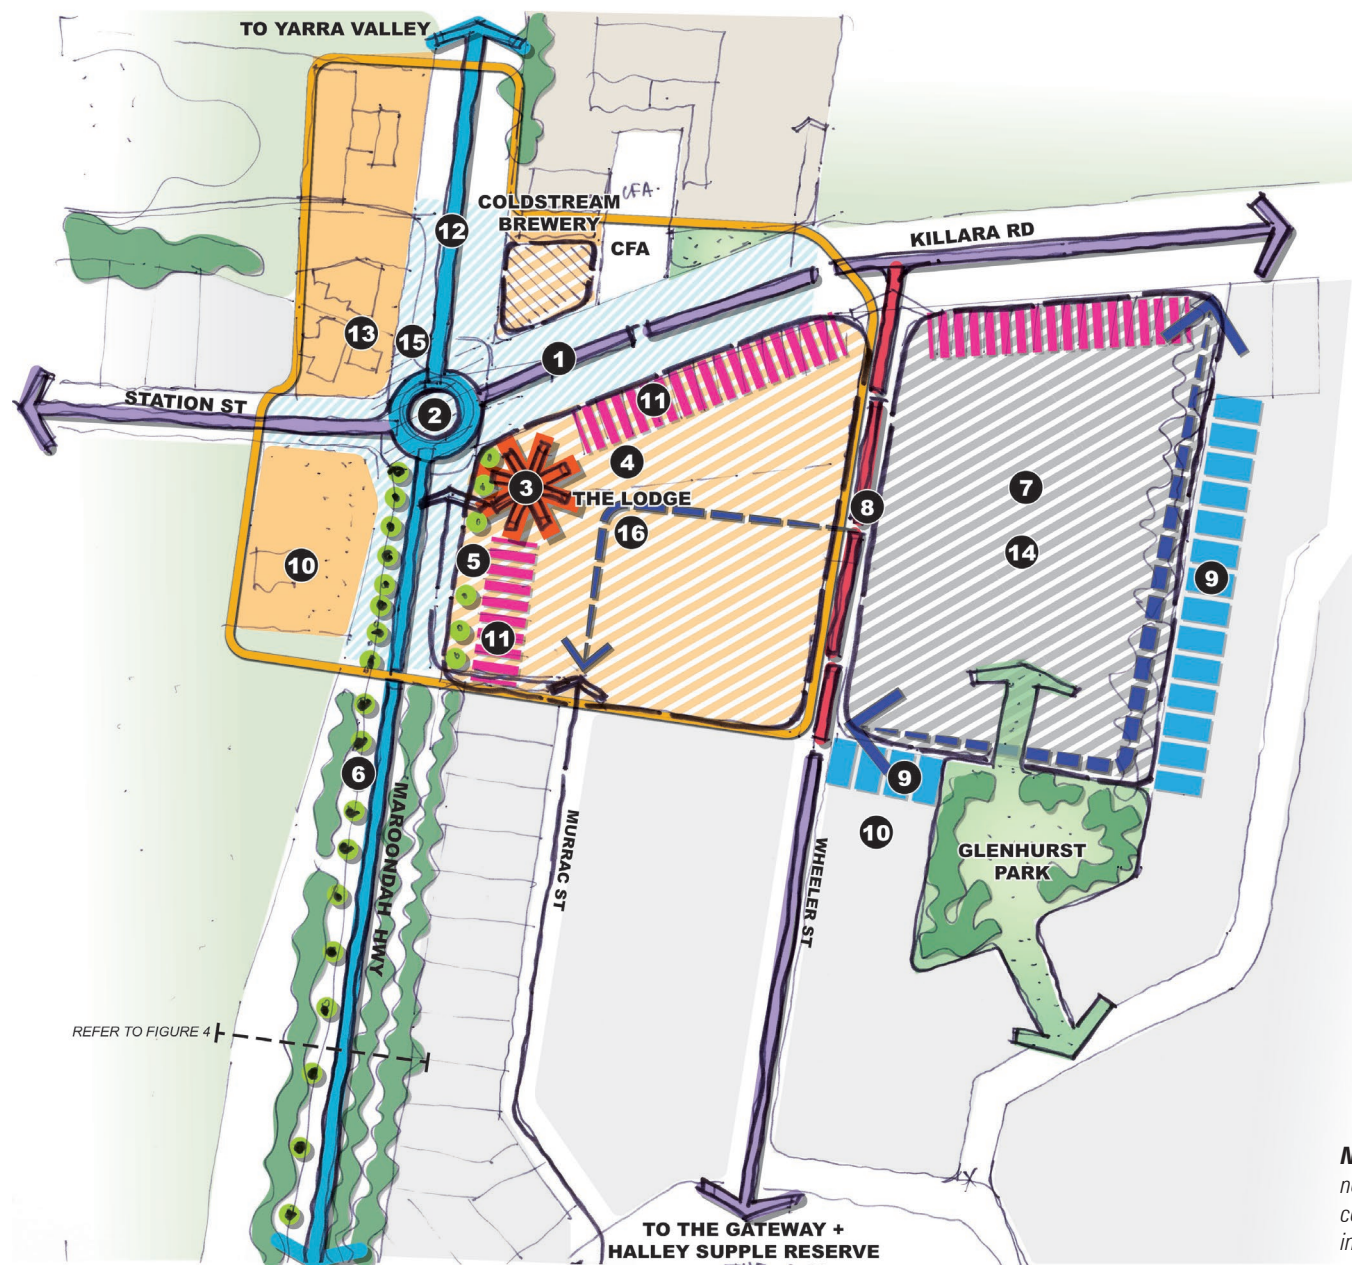 TO YARRA VALLEY
CFA.
COLDSTREAM
BREWERY
CFA
KILLARA RD
12
13
15
1
STATION ST
2
11
4
3
THE LODGE
16
8
7
14
5
10
9
11
6
MAROONDAH HWY
MURRAC ST
WHEELER ST
9
10
GLENHURST
PARK
REFER TO FIGURE 4
TO THE GATEWAY +
HALLEY SUPPLE RESERVE